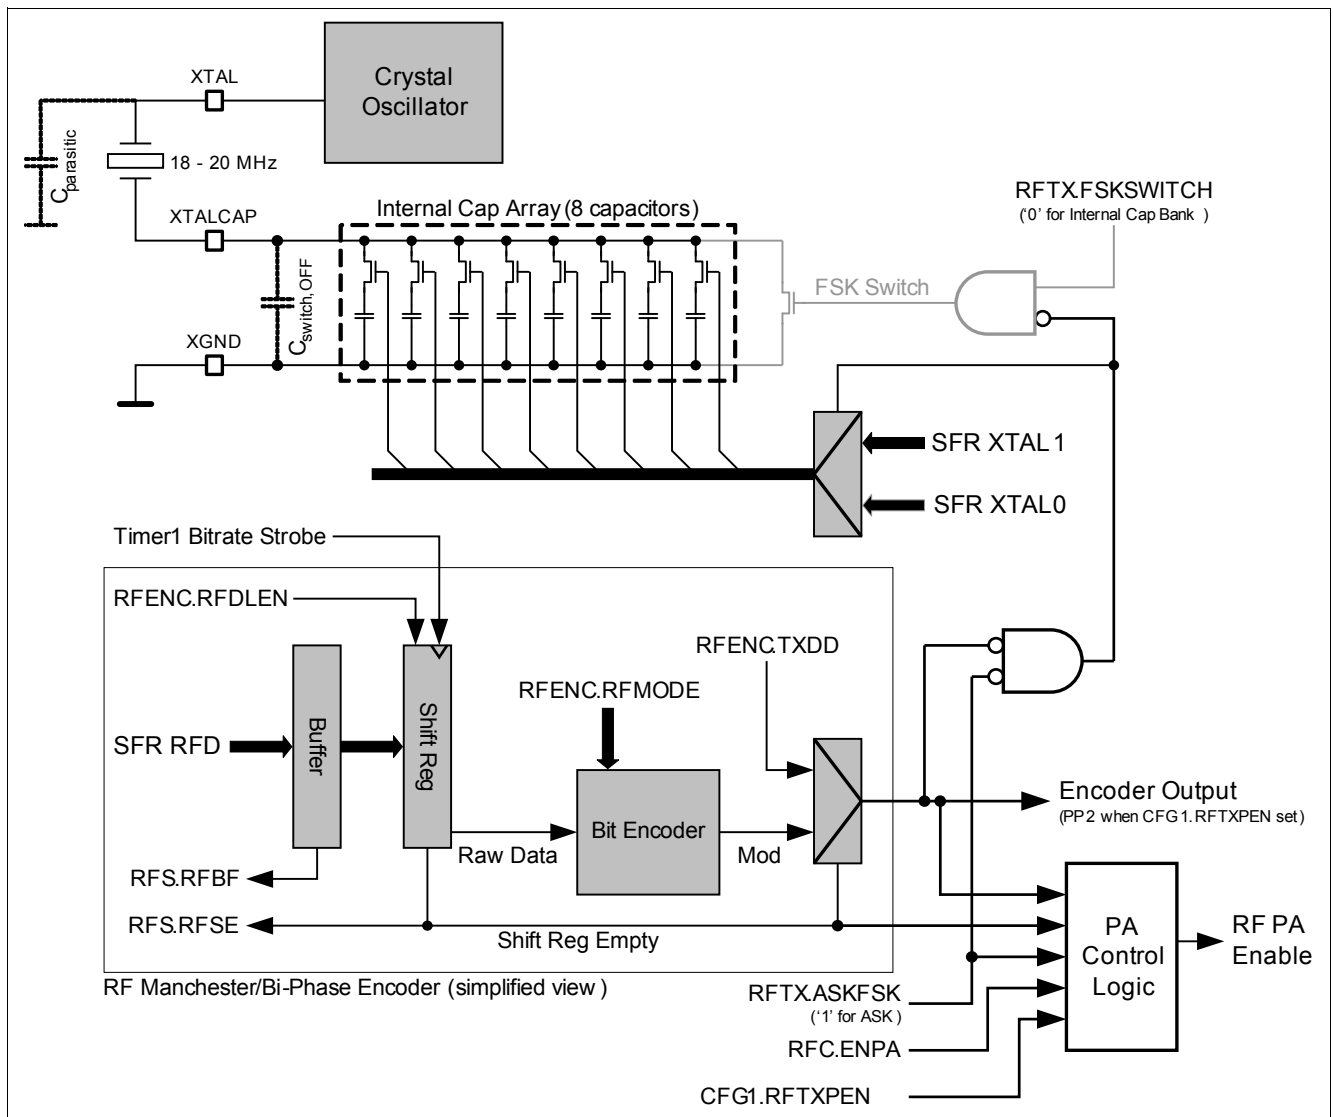 Crystal
Oscillator
XTAL
Cparasitic
18 - 20 MHz
XTALCAP
Internal Cap Array (8 capacitors)
RFTX.FSKSWITCH
('0' for Internal Cap Bank )
Cswitch, OFF
FSK Switch
XGND
SFR XTAL 1
SFR XTAL0
Timer1 Bitrate Strobe
RFENC.RFDLEN
RFENC.TXDD
RFENC.RFMODE
SFR RFD
Buffer
Shift Reg
Bit Encoder
Raw Data
Mod
Encoder Output
(PP2 when CFG1.RFTXPEN set)
RFS.RFBF
RFS.RFSE
Shift Reg Empty
PA
Control
Logic
RF PA
Enable
RF Manchester/Bi-Phase Encoder (simplified view )
RFTX.ASKFSK
('1' for ASK )
RFC.ENPA
CFG1.RFTXPEN